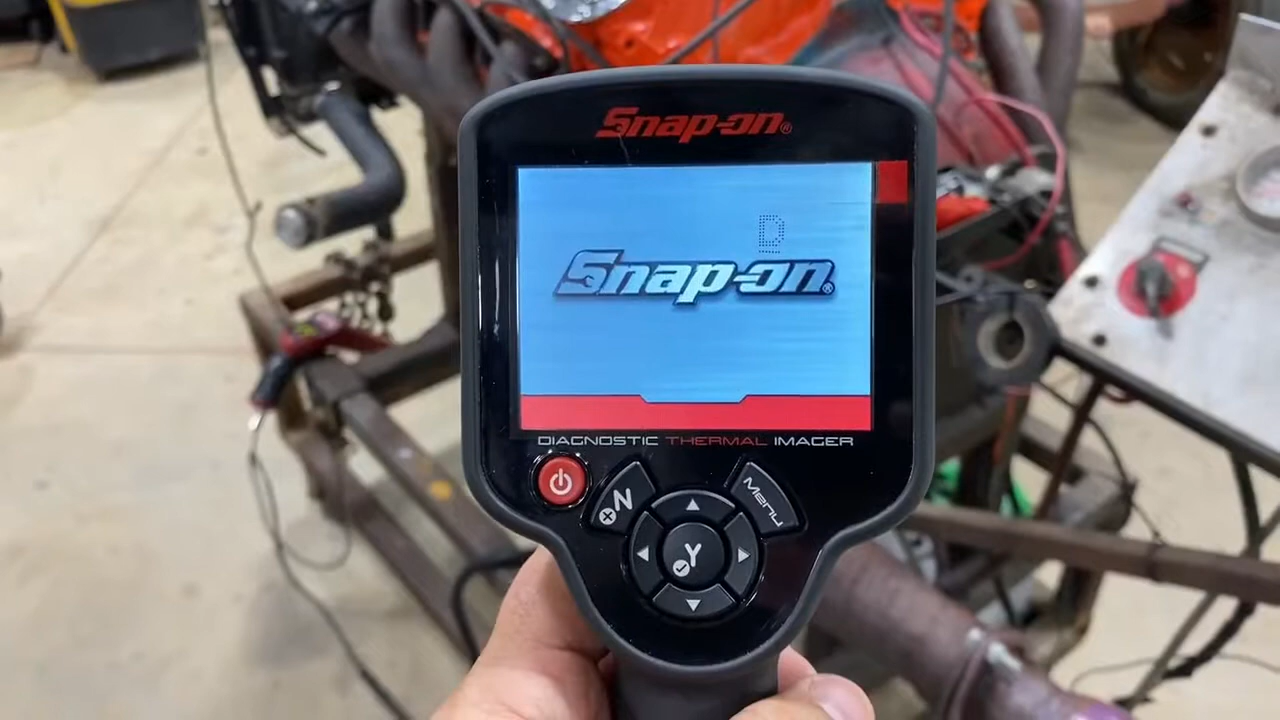 Snap-on®
D
Snap-on®
DIAGNOSTIC THERMAL IMAGER
N
Menu
Y